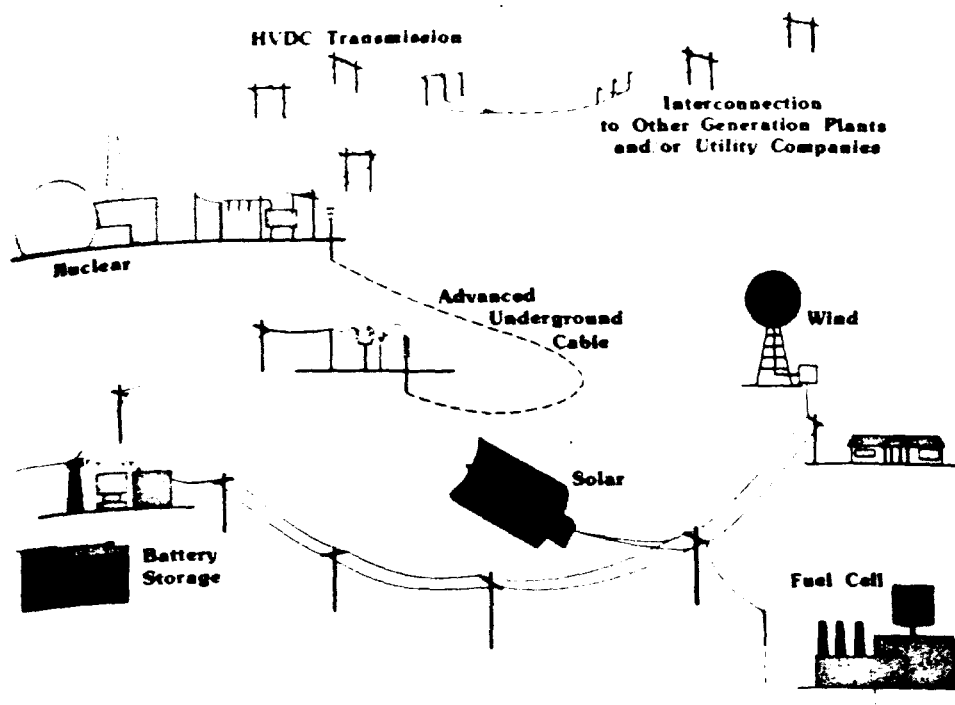 HVDC Transmission
Interconnection
to Other Generation Plants
and or Utility Companies
Nuclear
Advanced
Underground
Cable
Wind
Solar
Battery
Storage
Fuel Cell